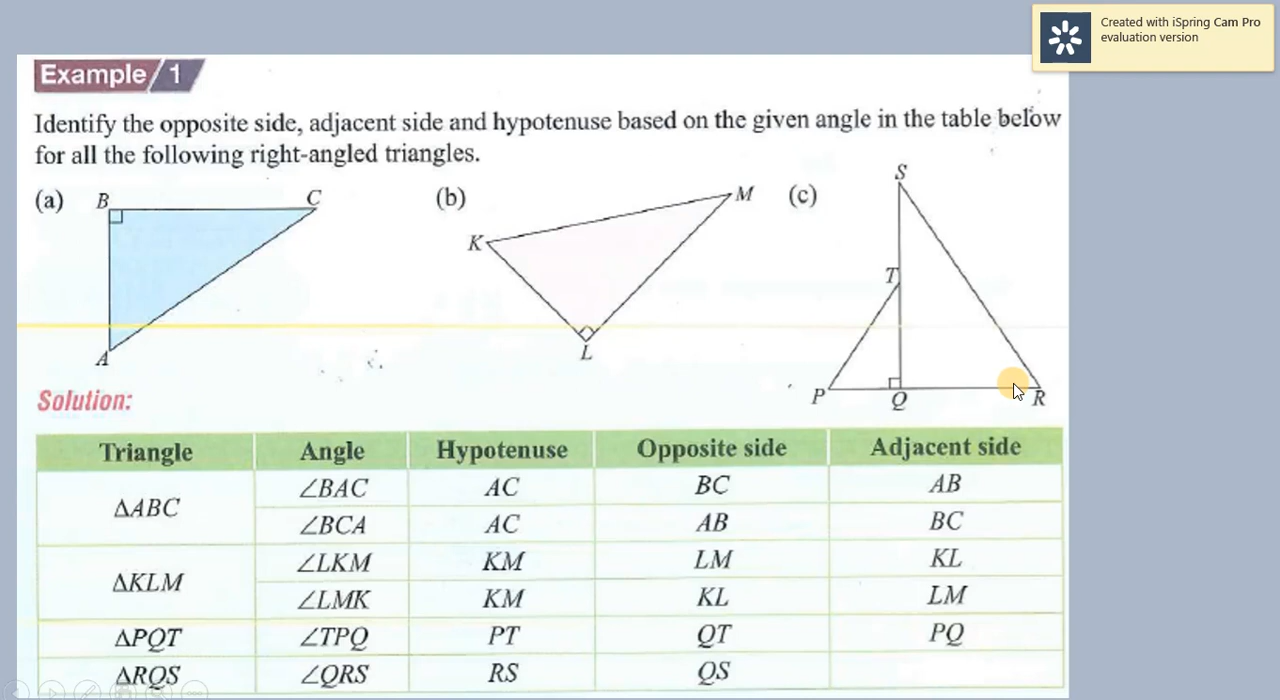 Created with iSpring Cam Pro
evaluation version
Example 1
Identify the opposite side, adjacent side and hypotenuse based on the given angle in the table below
for all the following right-angled triangles.
(a) B C A
(b) K M L
(c) S T P Q R
Solution:
Triangle Angle Hypotenuse Opposite side Adjacent side
ΔABC ∠BAC AC BC AB
∠BCA AC AB BC
ΔKLM ∠LKM KM LM KL
∠LMK KM KL LM
ΔPQT ∠TPQ PT QT PQ
ΔRQS ∠QRS RS QS